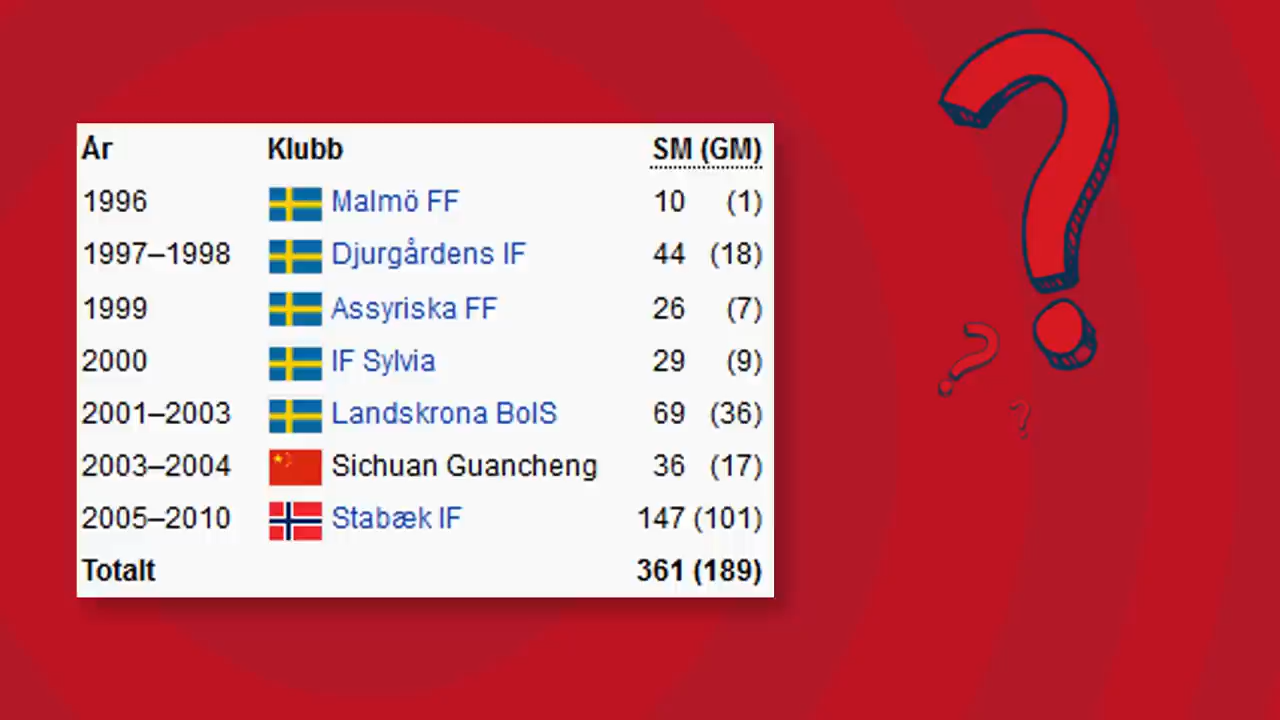 År Klubb SM (GM)
1996 Malmö FF 10 (1)
1997–1998 Djurgårdens IF 44 (18)
1999 Assyriska FF 26 (7)
2000 IF Sylvia 29 (9)
2001–2003 Landskrona BoIS 69 (36)
2003–2004 Sichuan Guancheng 36 (17)
2005–2010 Stabæk IF 147 (101)
Totalt 361 (189)
?
?
?